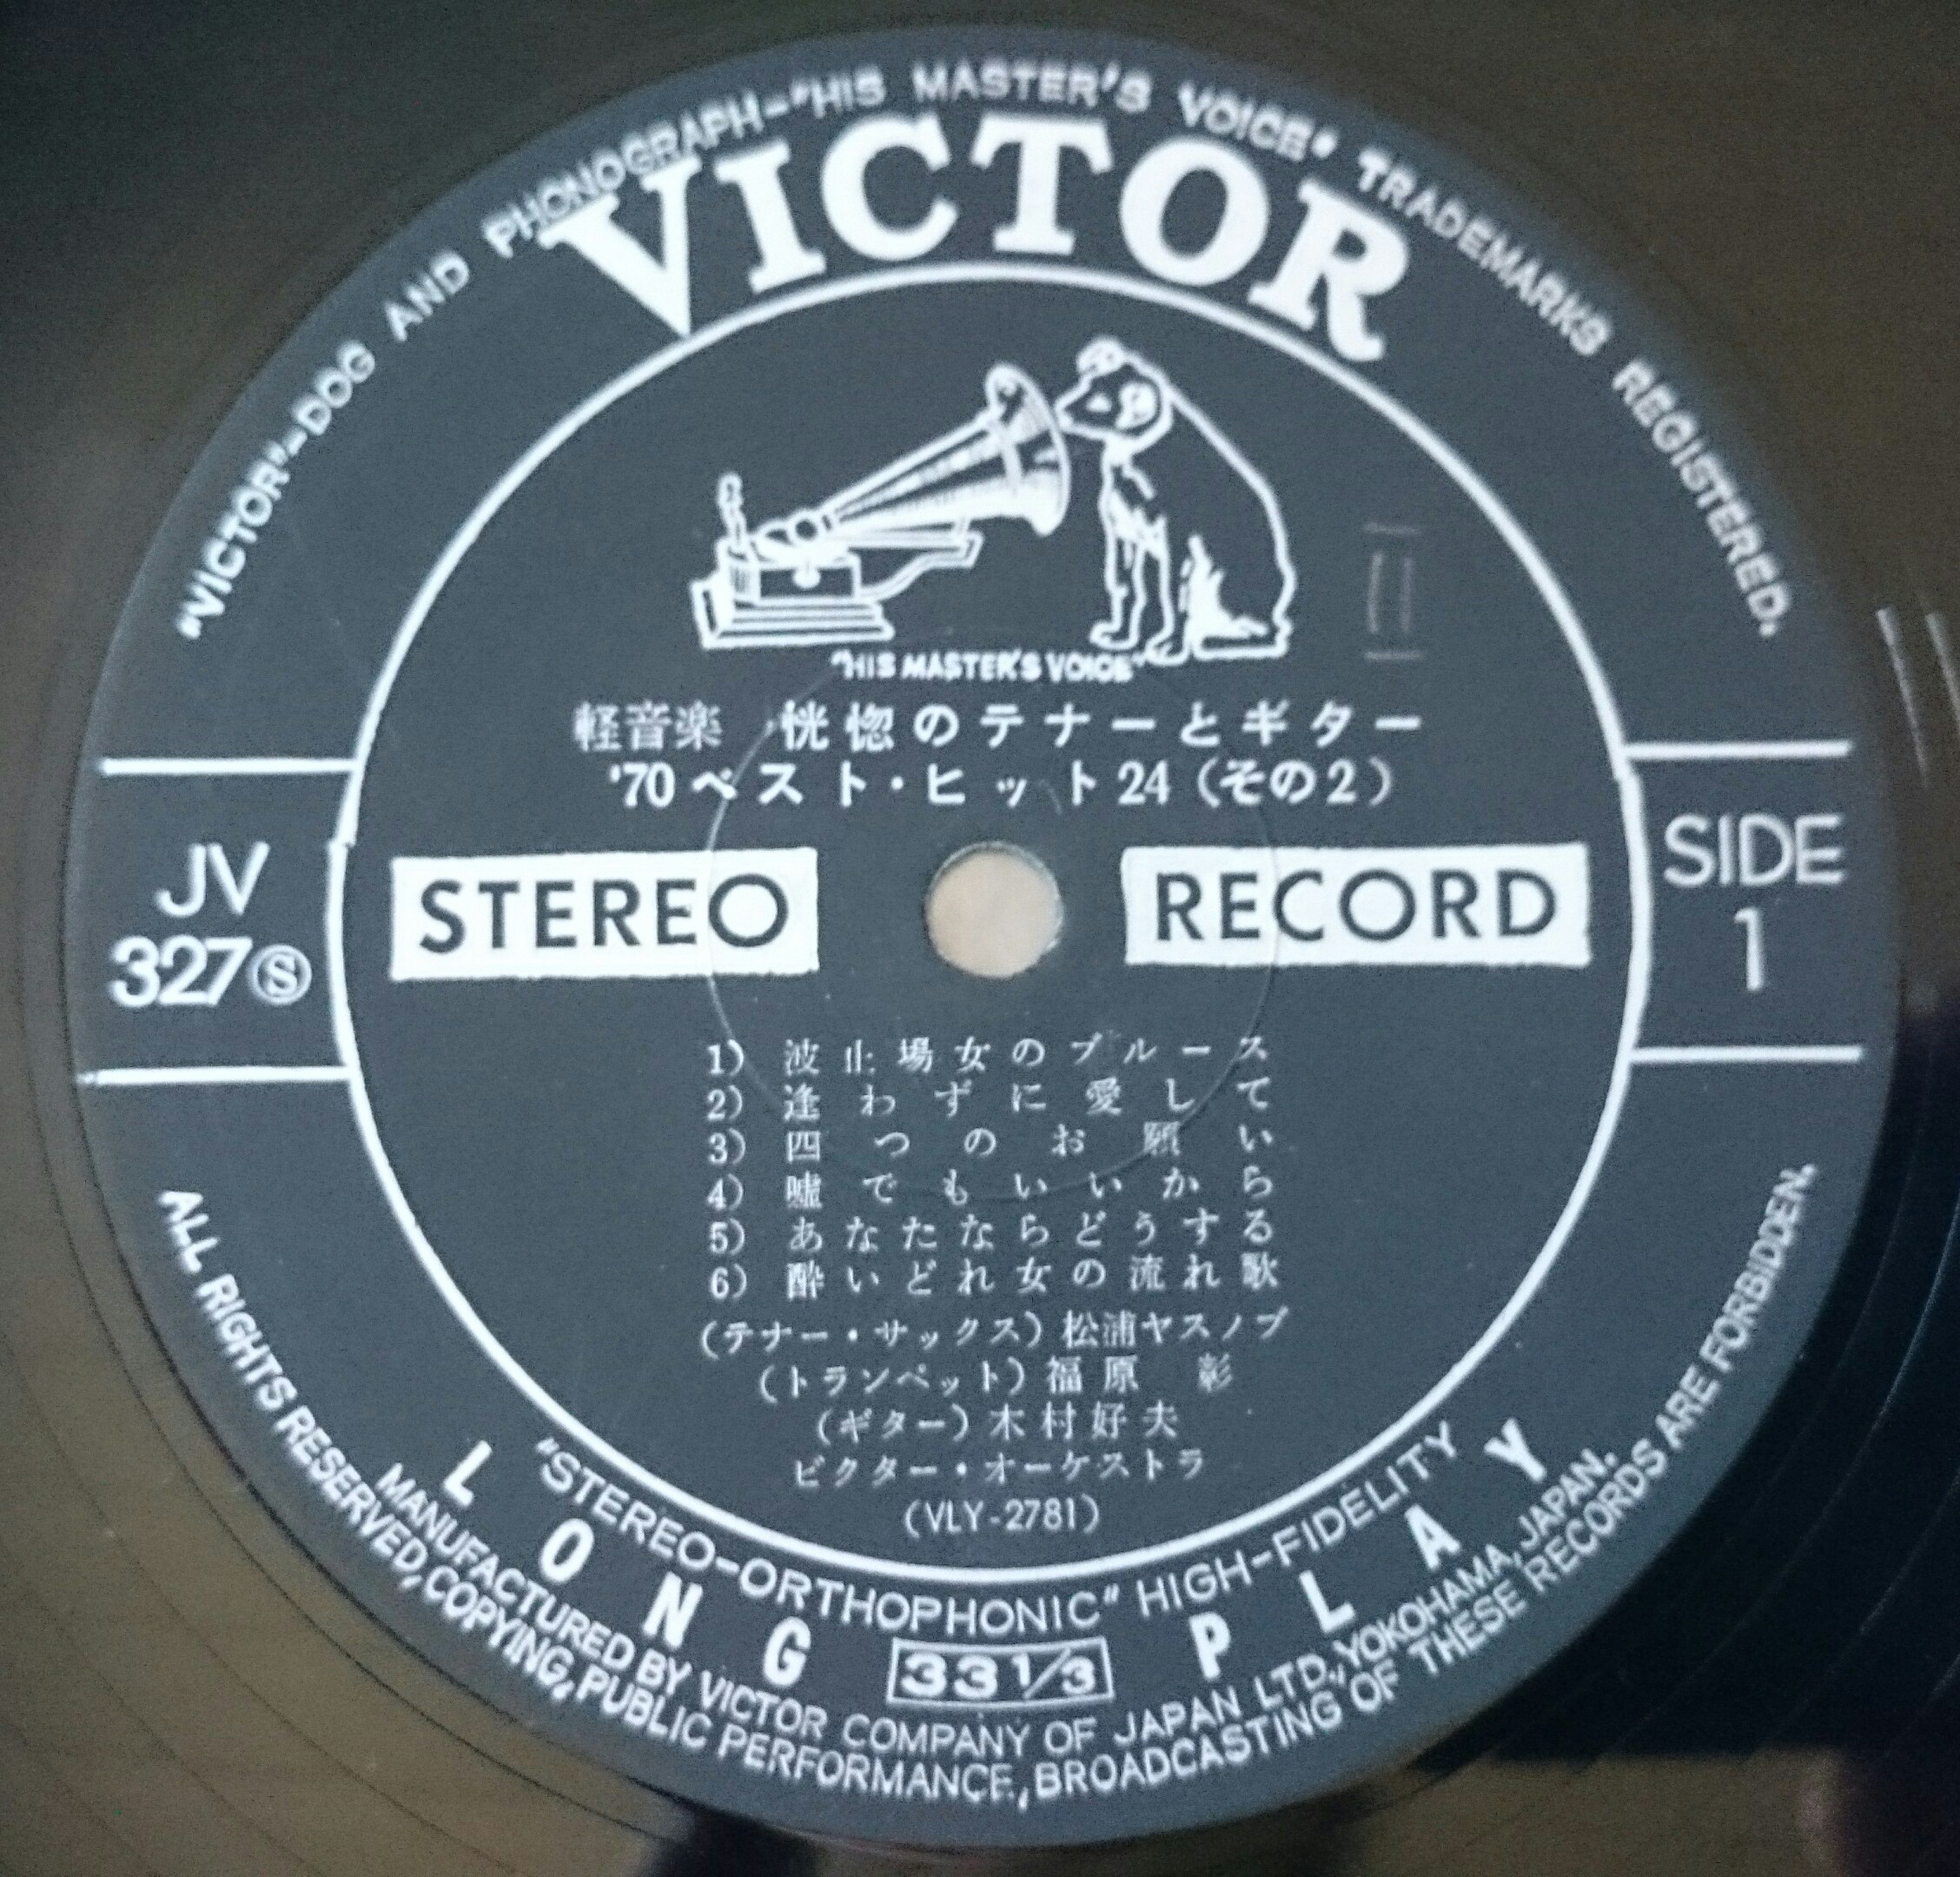 "VICTOR"-DOG AND PHONOGRAPH-"HIS MASTER'S VOICE" TRADEMARKS REGISTERED.
VICTOR
"HIS MASTER'S VOICE"
軽音楽 恍惚のテナーとギター
'70ベスト・ヒット24(その2)
JV
327Ⓢ
STEREO RECORD
SIDE
1
1) 波止場女のブルース
2) 逢わずに愛して
3) 四つのお願い
4) 嘘でもいいから
5) あなたならどうする
6) 酔いどれ女の流れ歌
(テナー・サックス)松浦ヤスノブ
(トランペット)福原 彰
(ギター)木村好夫
ビクター・オーケストラ
(VLY-2781)
"STEREO-ORTHOPHONIC" HIGH-FIDELITY
LONG 33 1/3 PLAY
MANUFACTURED BY VICTOR COMPANY OF JAPAN LTD., YOKOHAMA, JAPAN.
ALL RIGHTS RESERVED, COPYING, PUBLIC PERFORMANCE, BROADCASTING OF THESE RECORDS ARE FORBIDDEN.